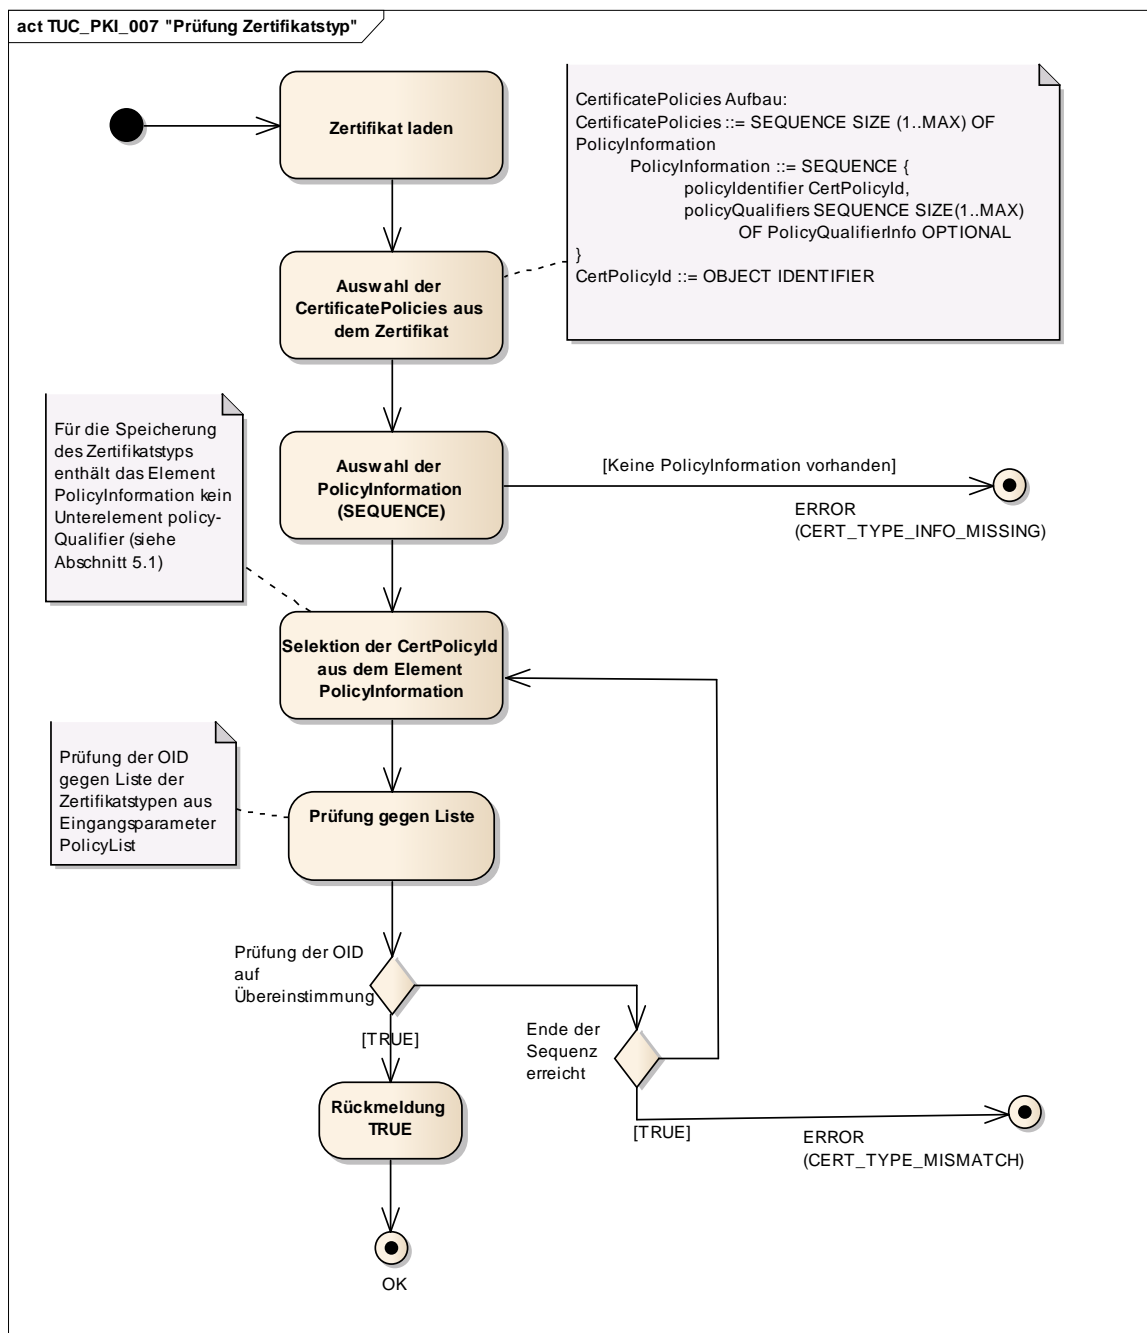 act TUC_PKI_007 "Prüfung Zertifikatstyp"
Zertifikat laden
CertificatePolicies Aufbau:
CertificatePolicies ::= SEQUENCE SIZE (1..MAX) OF
PolicyInformation
PolicyInformation ::= SEQUENCE {
policyIdentifier CertPolicyId,
policyQualifiers SEQUENCE SIZE(1..MAX)
OF PolicyQualifierInfo OPTIONAL
}
CertPolicyId ::= OBJECT IDENTIFIER
Auswahl der
CertificatePolicies aus
dem Zertifikat
Für die Speicherung
des Zertifikatstyps
enthält das Element
PolicyInformation kein
Unterelement policy-
Qualifier (siehe
Abschnitt 5.1)
Auswahl der
PolicyInformation
(SEQUENCE)
[Keine PolicyInformation vorhanden]
ERROR
(CERT_TYPE_INFO_MISSING)
Selektion der CertPolicyId
aus dem Element
PolicyInformation
Prüfung der OID
gegen Liste der
Zertifikatstypen aus
Eingangsparameter
PolicyList
Prüfung gegen Liste
Prüfung der OID
auf
Übereinstimmung
[TRUE]
Ende der
Sequenz
erreicht
[TRUE]
ERROR
(CERT_TYPE_MISMATCH)
Rückmeldung
TRUE
OK